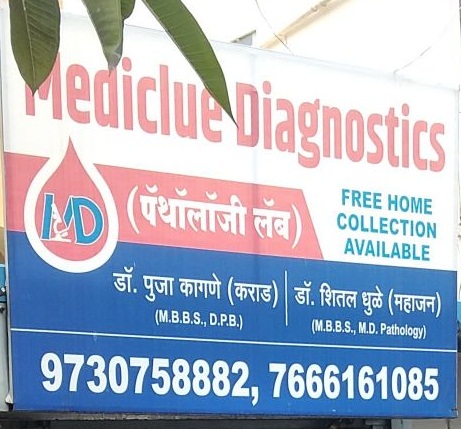 Mediclue Diagnostics
MD
(पॅथॉलॉजी लॅब)
FREE HOME
COLLECTION
AVAILABLE
डॉ. पुजा कागणे (कराड)
(M.B.B.S., D.P.B.)
डॉ. शितल धुळे (महाजन)
(M.B.B.S., M.D. Pathology)
9730758882, 7666161085